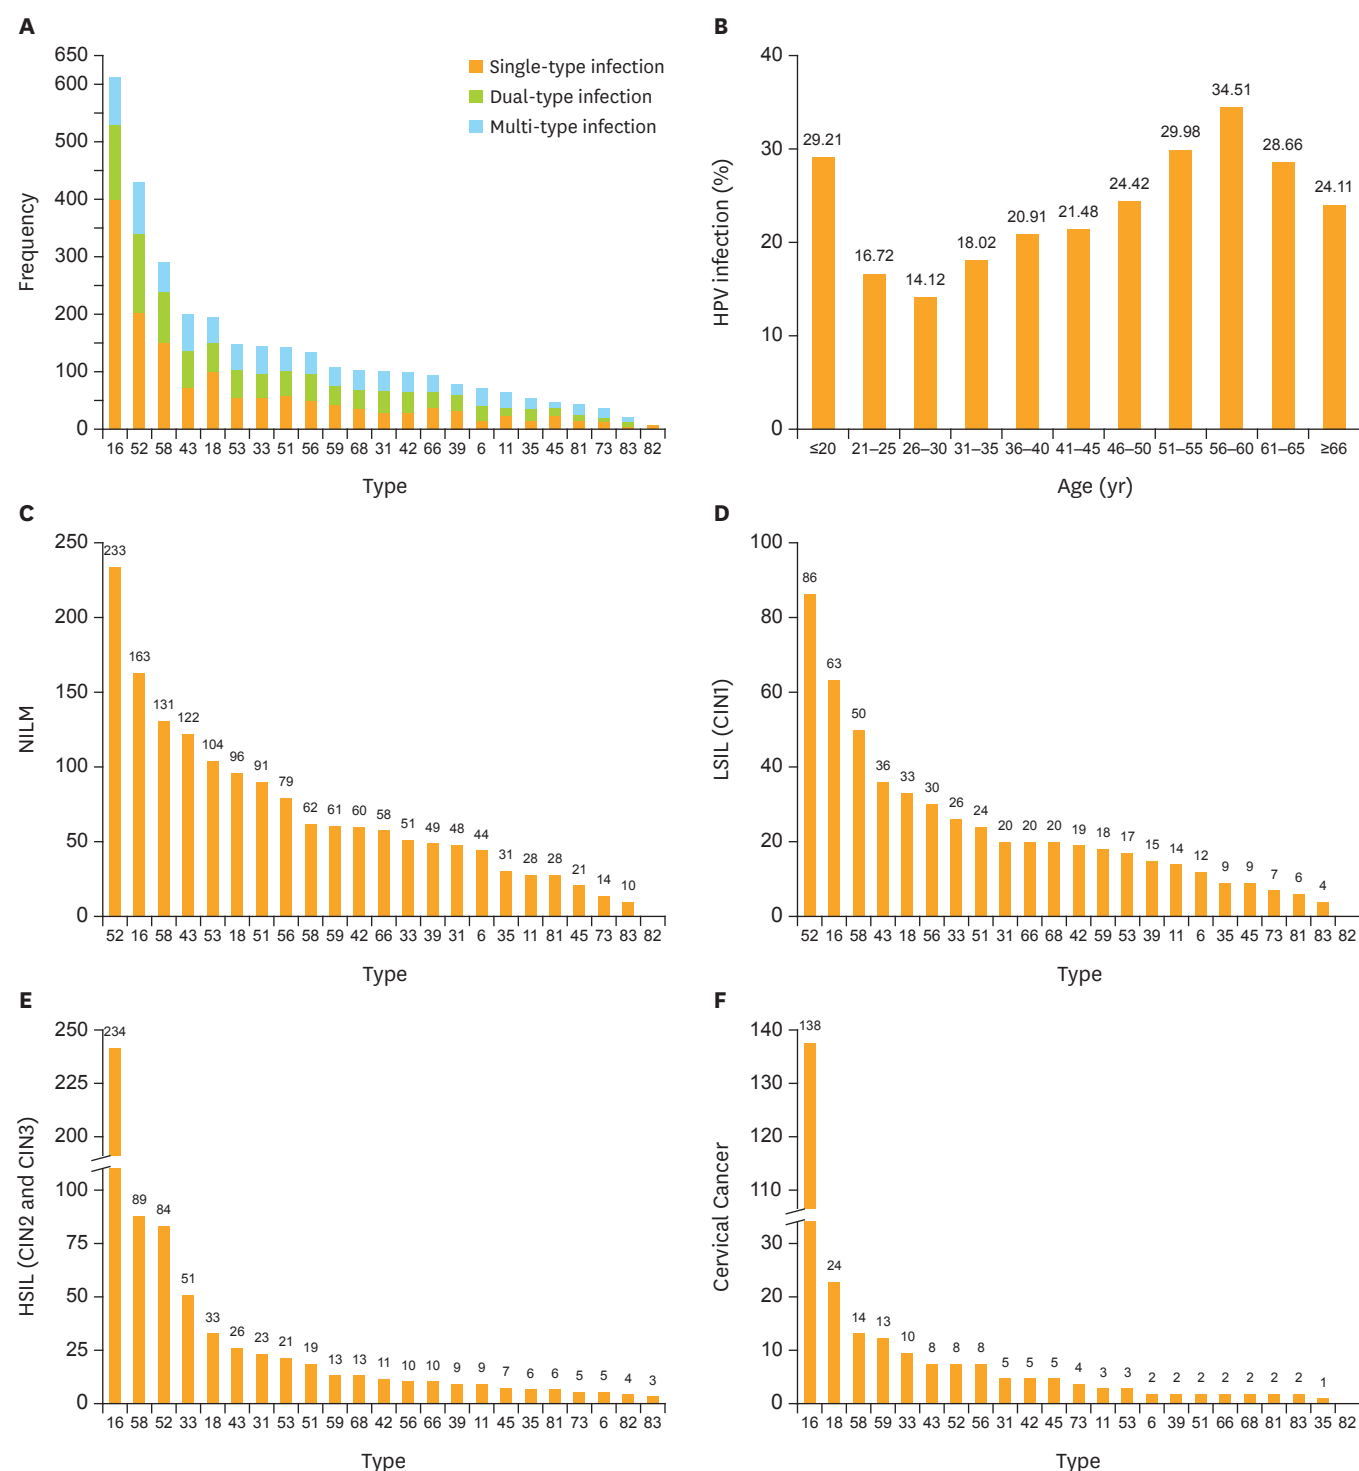 A
650
600
500
400
300
200
100
0
Frequency
Single-type infection
Dual-type infection
Multi-type infection
16 52 58 43 18 53 33 51 56 59 68 31 42 66 39 6 11 35 45 81 73 83 82
Type
B
40
30
20
10
0
HPV infection (%)
29.21
16.72
14.12
18.02
20.91
21.48
24.42
29.98
34.51
28.66
24.11
≤20 21–25 26–30 31–35 36–40 41–45 46–50 51–55 56–60 61–65 ≥66
Age (yr)
C
250
200
150
100
50
0
NILM
233 163 131 122 104 96 91 79 62 61 60 58 51 49 48 44 31 28 28 21 14 10
52 16 58 43 53 18 51 56 58 59 42 66 33 39 31 6 35 11 81 45 73 83 82
Type
D
100
80
60
40
20
0
LSIL (CIN1)
86 63 50 36 33 30 26 24 20 20 20 19 18 17 15 14 12 9 9 7 6 4
52 16 58 43 18 56 33 51 31 66 68 42 59 53 39 11 6 35 45 73 81 83 82
Type
E
250
225
200
100
75
50
25
0
HSIL (CIN2 and CIN3)
234 89 84 51 33 26 23 21 19 13 13 11 10 10 9 9 7 6 6 5 5 4 3
16 58 52 33 18 43 31 53 51 59 68 42 56 66 39 11 45 35 81 73 6 82 83
Type
F
140
130
120
110
30
20
10
0
Cervical Cancer
138 24 14 13 10 8 8 8 5 5 5 4 3 3 2 2 2 2 2 2 2 1
16 18 58 59 33 43 52 56 31 42 45 73 11 53 6 39 51 66 68 81 83 35 82
Type